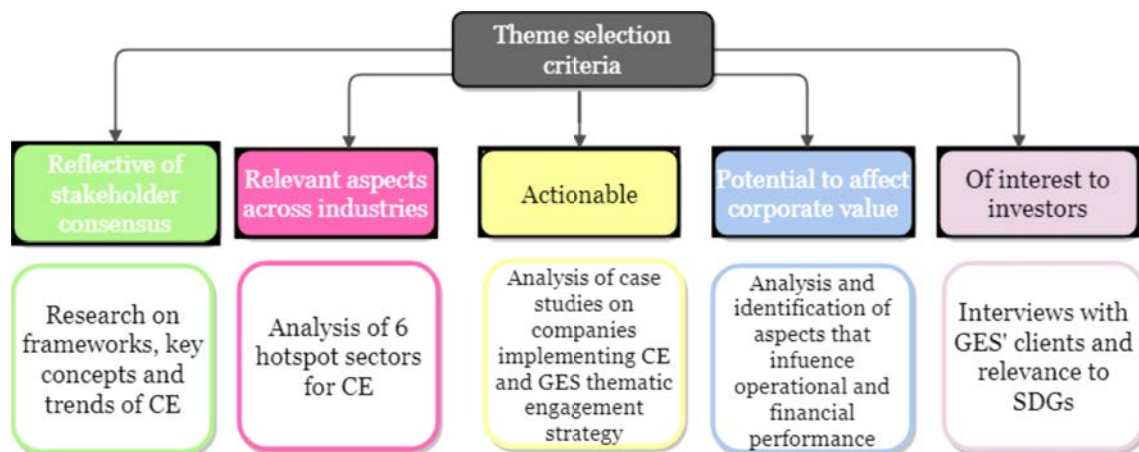 Theme selection
criteria
Reflective of
stakeholder
consensus
Relevant aspects
across industries
Actionable
Potential to affect
corporate value
Of interest to
investors
Research on
frameworks, key
concepts and
trends of CE
Analysis of 6
hotspot sectors
for CE
Analysis of case
studies on
companies
implementing CE
and GES thematic
engagement
strategy
Analysis and
identification of
aspects that
infuence
operational and
financial
performance
Interviews with
GES' clients and
relevance to
SDGs